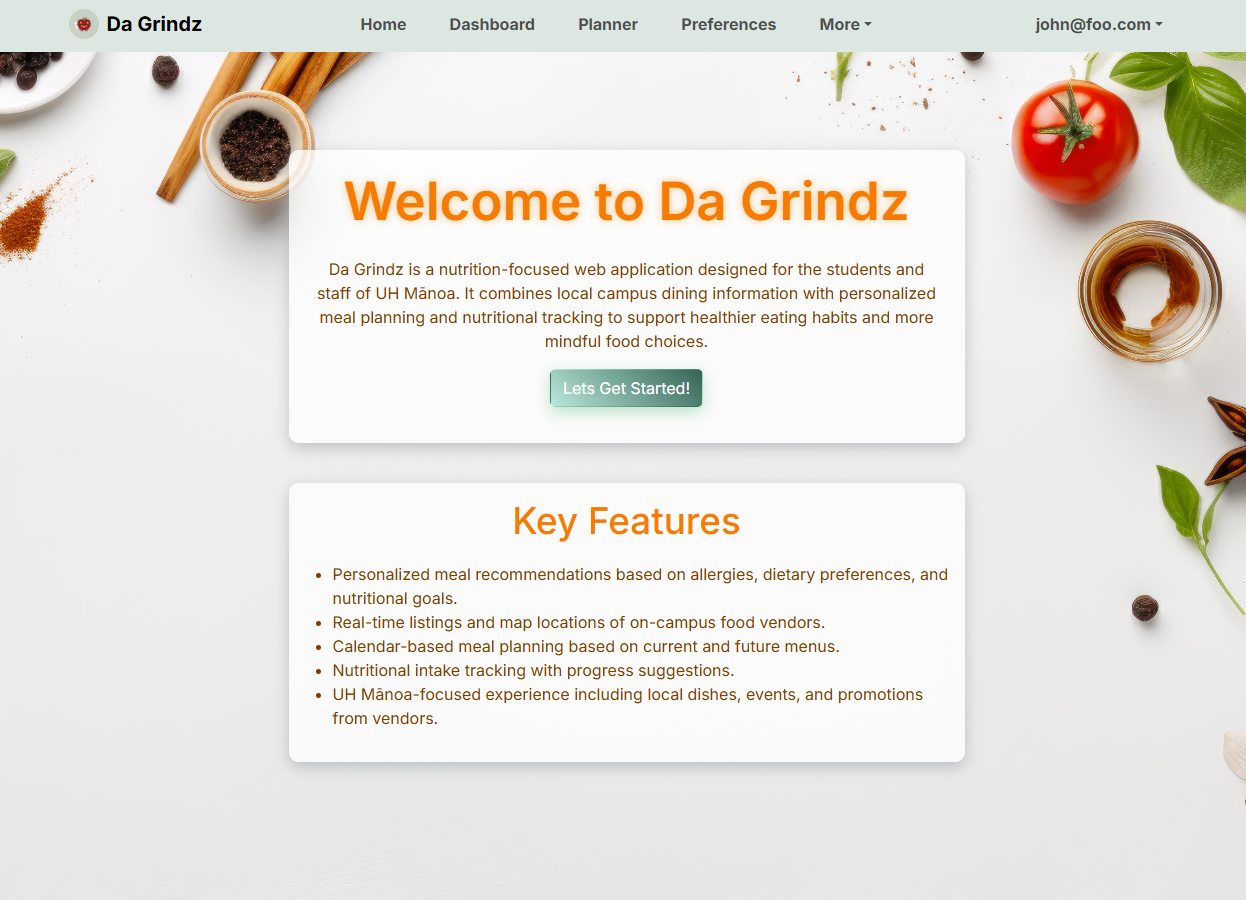 Da Grindz
Home
Dashboard
Planner
Preferences
More
john@foo.com
Welcome to Da Grindz
Da Grindz is a nutrition-focused web application designed for the students and
staff of UH Mānoa. It combines local campus dining information with personalized
meal planning and nutritional tracking to support healthier eating habits and more
mindful food choices.
Lets Get Started!
Key Features
Personalized meal recommendations based on allergies, dietary preferences, and
nutritional goals.
Real-time listings and map locations of on-campus food vendors.
Calendar-based meal planning based on current and future menus.
Nutritional intake tracking with progress suggestions.
UH Mānoa-focused experience including local dishes, events, and promotions
from vendors.